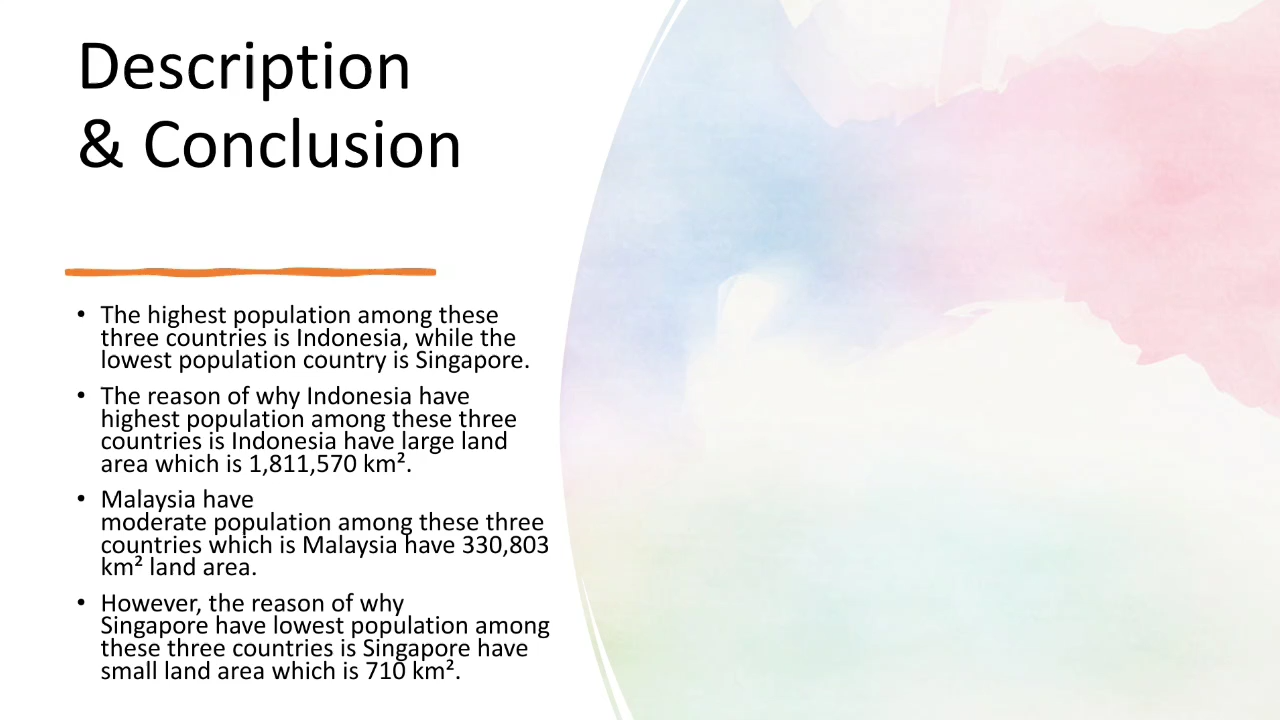 Description
& Conclusion
• The highest population among these
three countries is Indonesia, while the
lowest population country is Singapore.
• The reason of why Indonesia have
highest population among these three
countries is Indonesia have large land
area which is 1,811,570 km².
• Malaysia have
moderate population among these three
countries which is Malaysia have 330,803
km² land area.
• However, the reason of why
Singapore have lowest population among
these three countries is Singapore have
small land area which is 710 km².